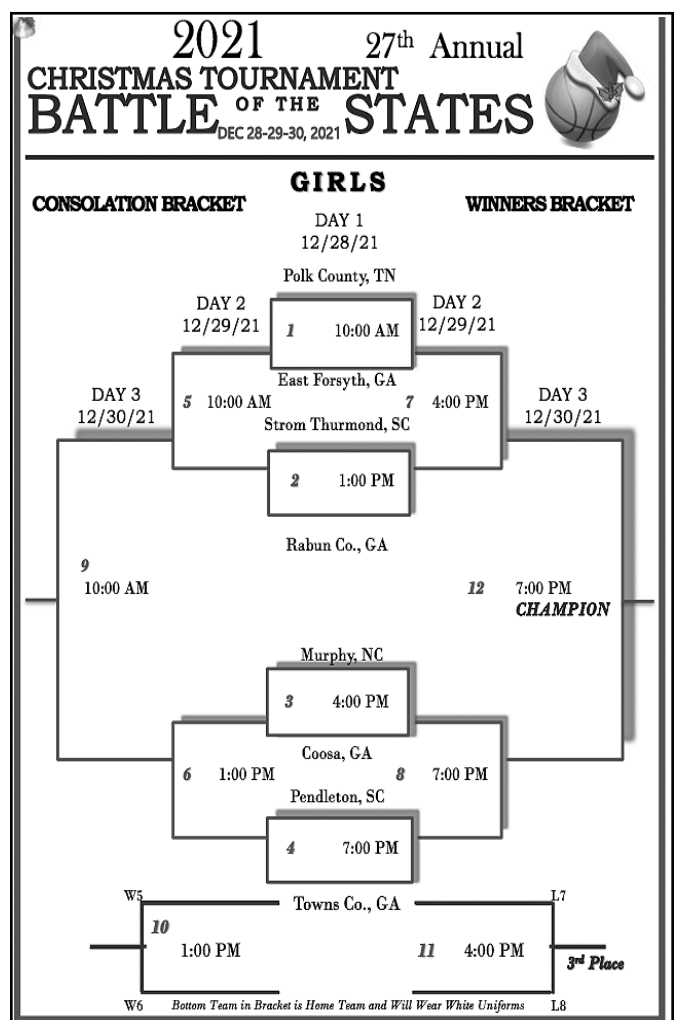 2021 27th Annual
CHRISTMAS TOURNAMENT
BATTLE OF THE STATES
DEC 28-29-30, 2021
GIRLS
CONSOLATION BRACKET WINNERS BRACKET
DAY 1
12/28/21
Polk County, TN
DAY 2 DAY 2
12/29/21 12/29/21
1 10:00 AM
East Forsyth, GA
DAY 3 5 10:00 AM 7 4:00 PM DAY 3
12/30/21 12/30/21
Strom Thurmond, SC
2 1:00 PM
Rabun Co., GA
9
10:00 AM 12 7:00 PM
CHAMPION
Murphy, NC
3 4:00 PM
Coosa, GA
6 1:00 PM 8 7:00 PM
Pendleton, SC
4 7:00 PM
W5 L7
Towns Co., GA
10
1:00 PM 11 4:00 PM
3rd Place
W6 Bottom Team in Bracket is Home Team and Will Wear White Uniforms L8